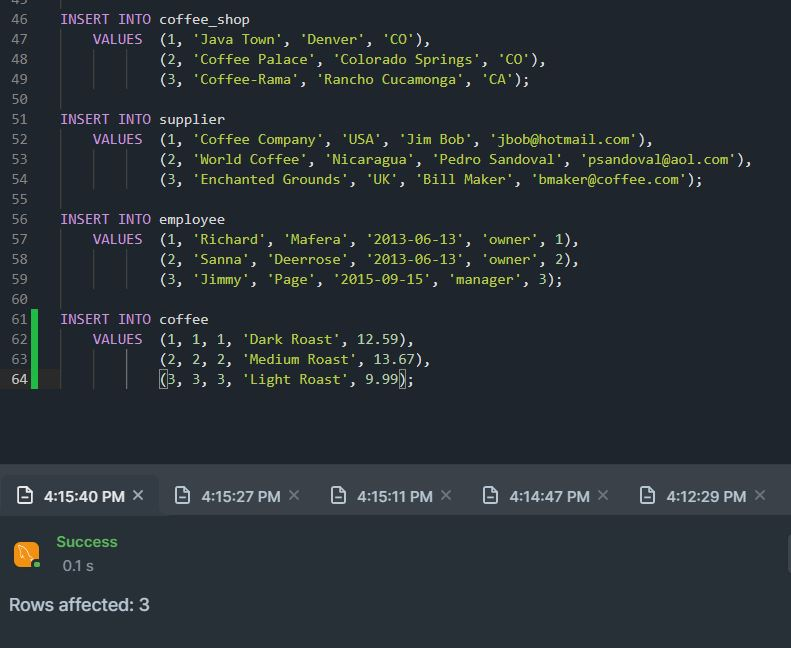 45
46 INSERT INTO coffee_shop
47 VALUES (1, 'Java Town', 'Denver', 'CO'),
48 (2, 'Coffee Palace', 'Colorado Springs', 'CO'),
49 (3, 'Coffee-Rama', 'Rancho Cucamonga', 'CA');
50
51 INSERT INTO supplier
52 VALUES (1, 'Coffee Company', 'USA', 'Jim Bob', 'jbob@hotmail.com'),
53 (2, 'World Coffee', 'Nicaragua', 'Pedro Sandoval', 'psandoval@aol.com'),
54 (3, 'Enchanted Grounds', 'UK', 'Bill Maker', 'bmaker@coffee.com');
55
56 INSERT INTO employee
57 VALUES (1, 'Richard', 'Mafera', '2013-06-13', 'owner', 1),
58 (2, 'Sanna', 'Deerrose', '2013-06-13', 'owner', 2),
59 (3, 'Jimmy', 'Page', '2015-09-15', 'manager', 3);
60
61 INSERT INTO coffee
62 VALUES (1, 1, 1, 'Dark Roast', 12.59),
63 (2, 2, 2, 'Medium Roast', 13.67),
64 (3, 3, 3, 'Light Roast', 9.99);
4:15:40 PM 4:15:27 PM 4:15:11 PM 4:14:47 PM 4:12:29 PM
Success
0.1 s
Rows affected: 3